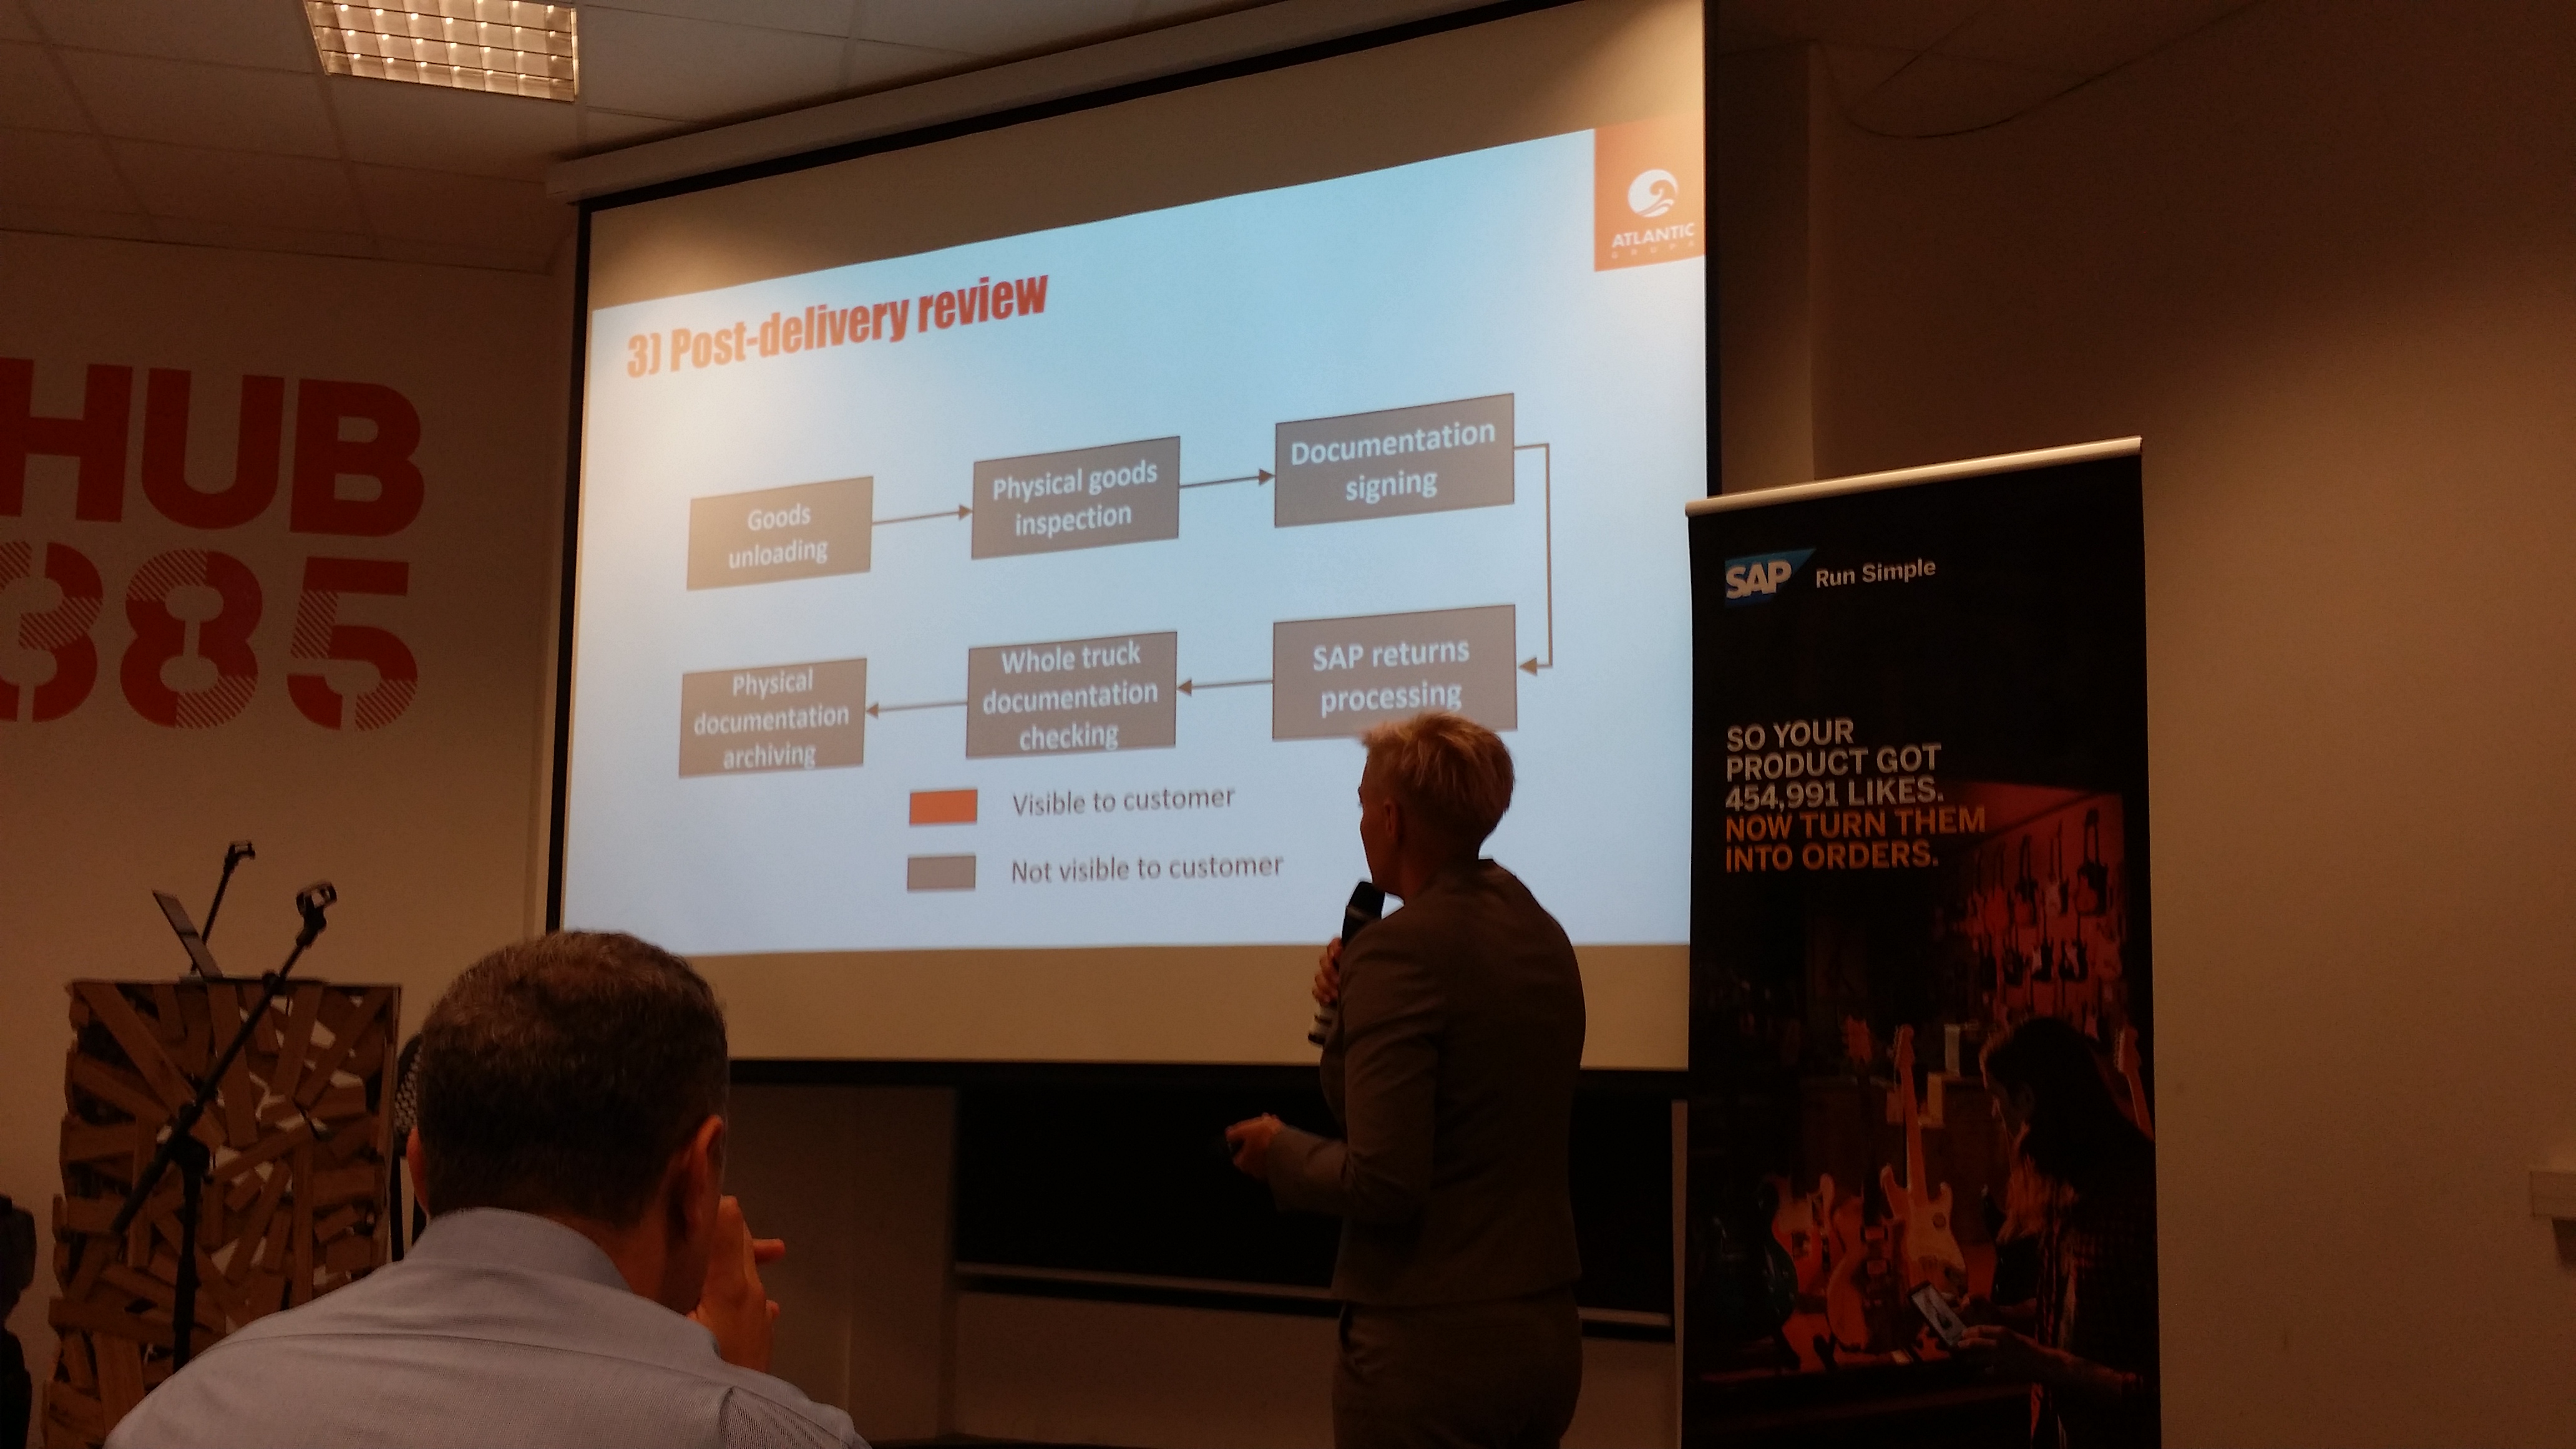 HUB
385
ATLANTIC
GRUPA
3) Post-delivery review
Goods
unloading
Physical goods
inspection
Documentation
signing
SAP returns
processing
Whole truck
documentation
checking
Physical
documentation
archiving
Visible to customer
Not visible to customer
SAP Run Simple
SO YOUR
PRODUCT GOT
454,991 LIKES.
NOW TURN THEM
INTO ORDERS.